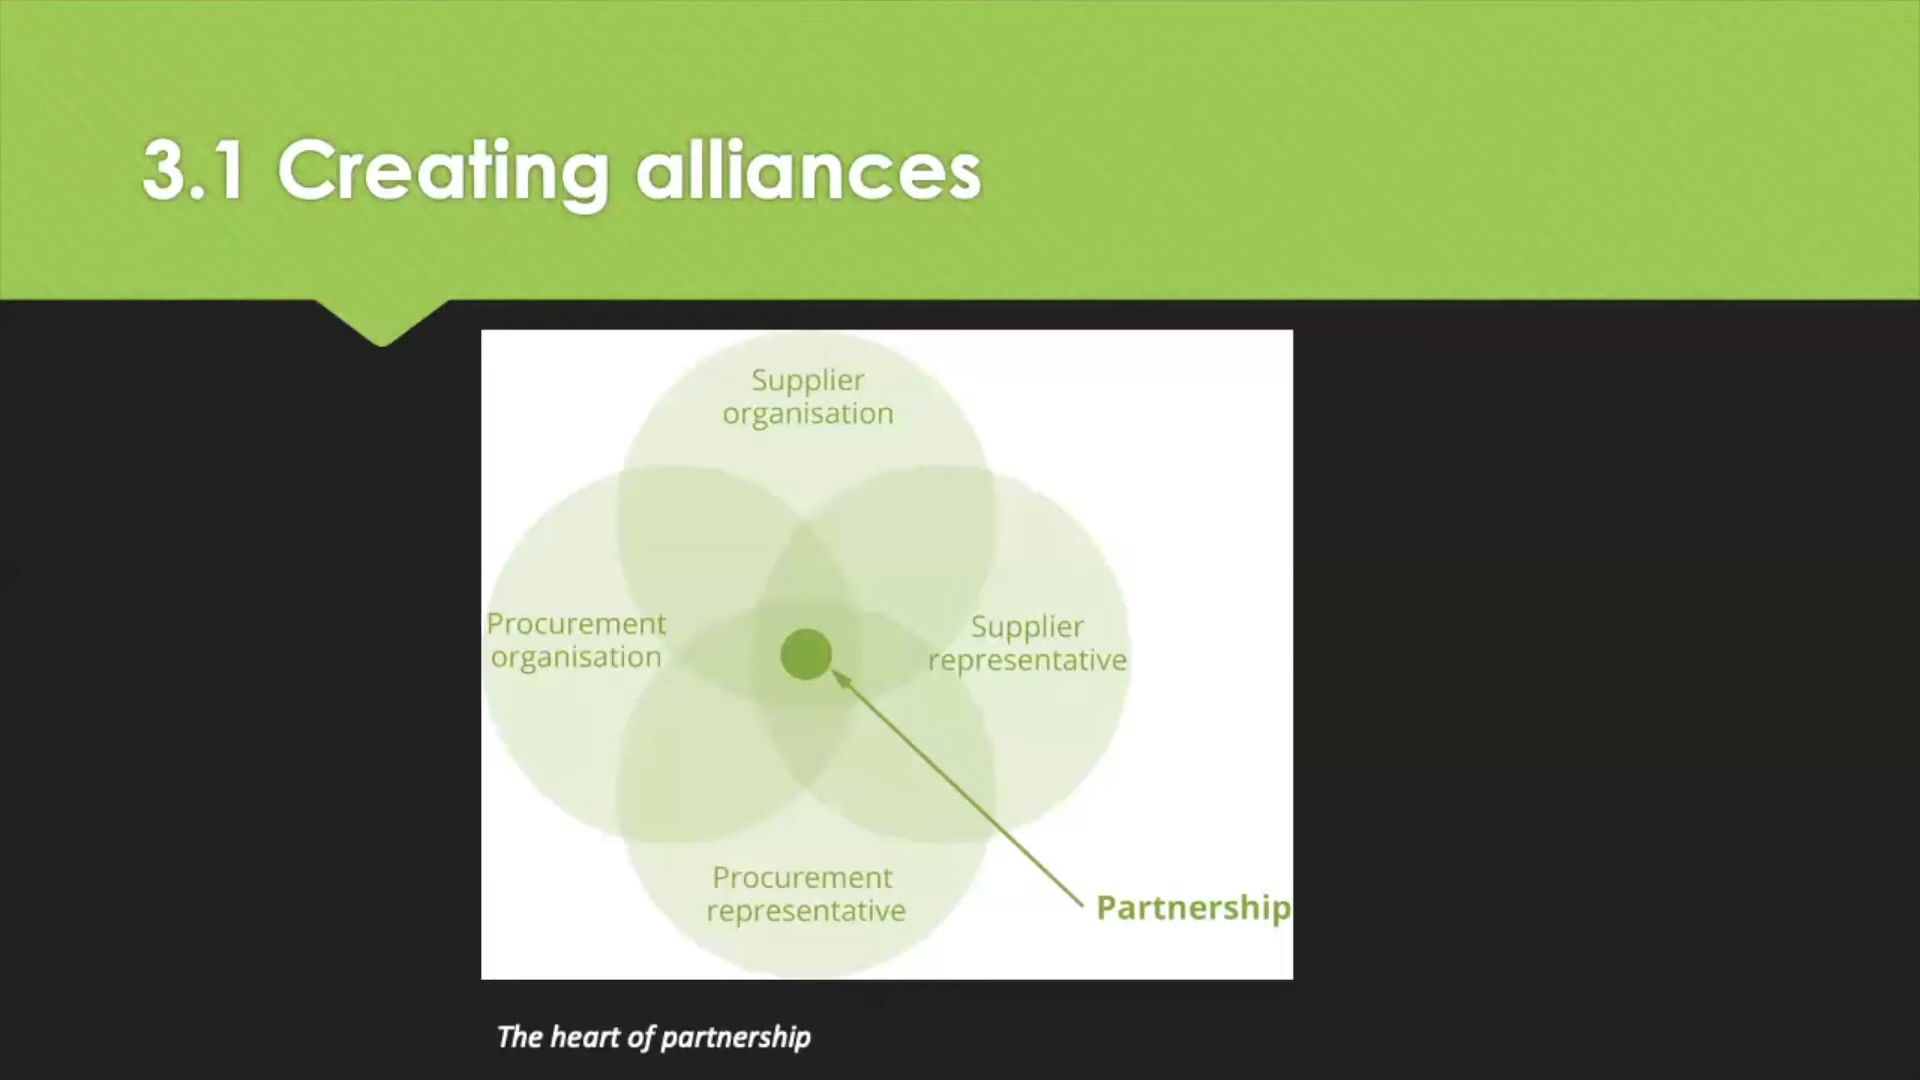 3.1 Creating alliances
Supplier
organisation
Procurement
organisation
Supplier
representative
Procurement
representative
Partnership
The heart of partnership